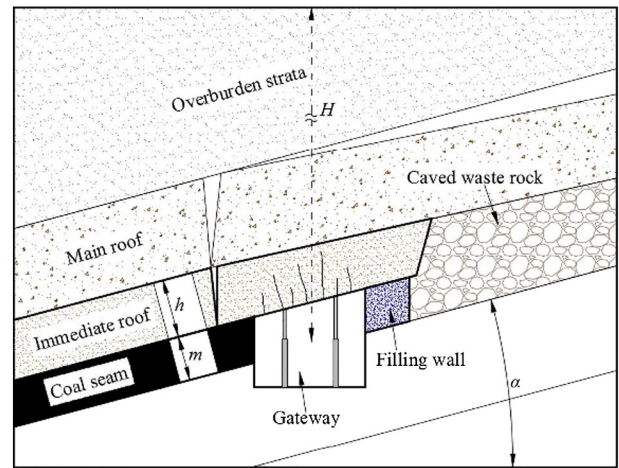 Overburden strata
H
Caved waste rock
Main roof
h
Immediate roof
m
Coal seam
Filling wall
Gateway
α